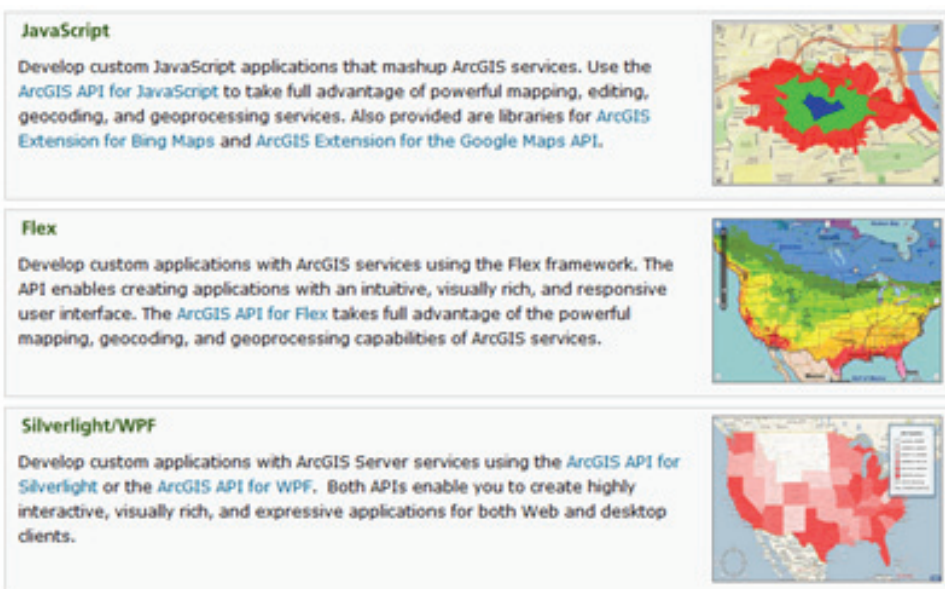 JavaScript
Develop custom JavaScript applications that mashup ArcGIS services. Use the
ArcGIS API for JavaScript to take full advantage of powerful mapping, editing,
geocoding, and geoprocessing services. Also provided are libraries for ArcGIS
Extension for Bing Maps and ArcGIS Extension for the Google Maps API.
Flex
Develop custom applications with ArcGIS services using the Flex framework. The
API enables creating applications with an intuitive, visually rich, and responsive
user interface. The ArcGIS API for Flex takes full advantage of the powerful
mapping, geocoding, and geoprocessing capabilities of ArcGIS services.
Silverlight/WPF
Develop custom applications with ArcGIS Server services using the ArcGIS API for
Silverlight or the ArcGIS API for WPF. Both APIs enable you to create highly
interactive, visually rich, and expressive applications for both Web and desktop
clients.